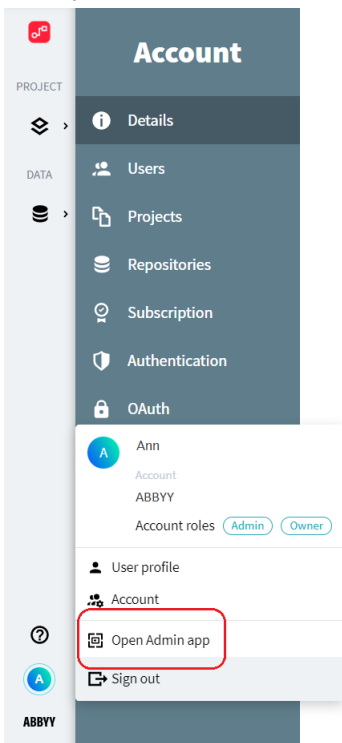 Account
PROJECT
Details
DATA
Users
Projects
Repositories
Subscription
Authentication
OAuth
A
Ann
Account
ABBYY
Account roles Admin Owner
User profile
Account
Open Admin app
Sign out
A
ABBYY